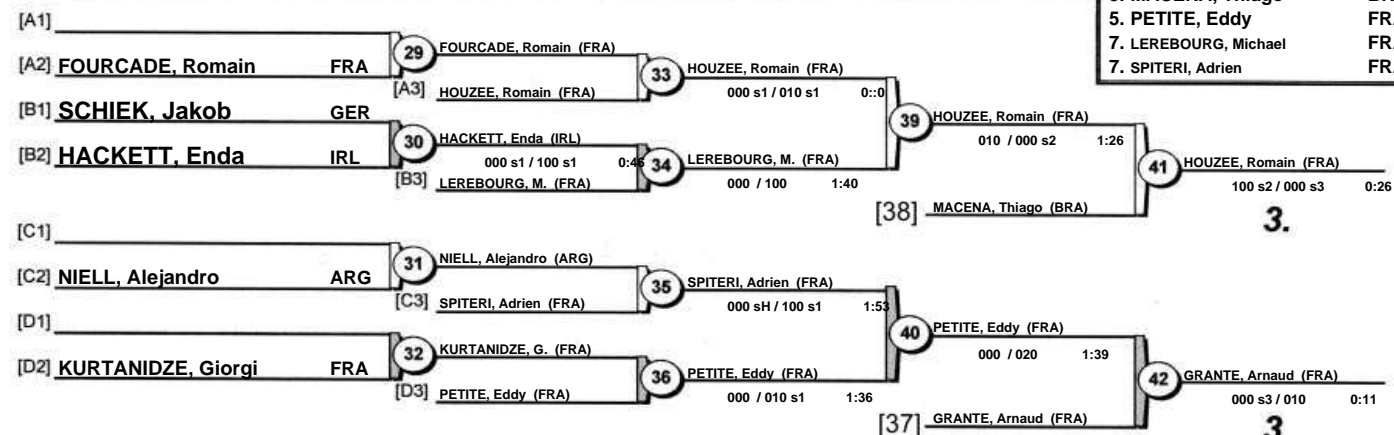 5. PETITE, Eddy FRA
7. LEREBOURG, Michael FRA
7. SPITERI, Adrien FRA
[A1]
[A2] FOURCADE, Romain FRA
29
FOURCADE, Romain (FRA)
[A3] HOUZEE, Romain (FRA)
33
HOUZEE, Romain (FRA)
000 s1 / 010 s1 0::0
[B1] SCHIEK, Jakob GER
[B2] HACKETT, Enda IRL
30
HACKETT, Enda (IRL)
000 s1 / 100 s1 0:46
[B3] LEREBOURG, M. (FRA)
34
LEREBOURG, M. (FRA)
000 / 100 1:40
39
HOUZEE, Romain (FRA)
010 / 000 s2 1:26
[38] MACENA, Thiago (BRA)
41
HOUZEE, Romain (FRA)
100 s2 / 000 s3 0:26
3.
[C1]
[C2] NIELL, Alejandro ARG
31
NIELL, Alejandro (ARG)
[C3] SPITERI, Adrien (FRA)
35
SPITERI, Adrien (FRA)
000 sH / 100 s1 1:53
[D1]
[D2] KURTANIDZE, Giorgi FRA
32
KURTANIDZE, G. (FRA)
[D3] PETITE, Eddy (FRA)
36
PETITE, Eddy (FRA)
000 / 010 s1 1:36
40
PETITE, Eddy (FRA)
000 / 020 1:39
[37] GRANTE, Arnaud (FRA)
42
GRANTE, Arnaud (FRA)
000 s3 / 010 0:11
3